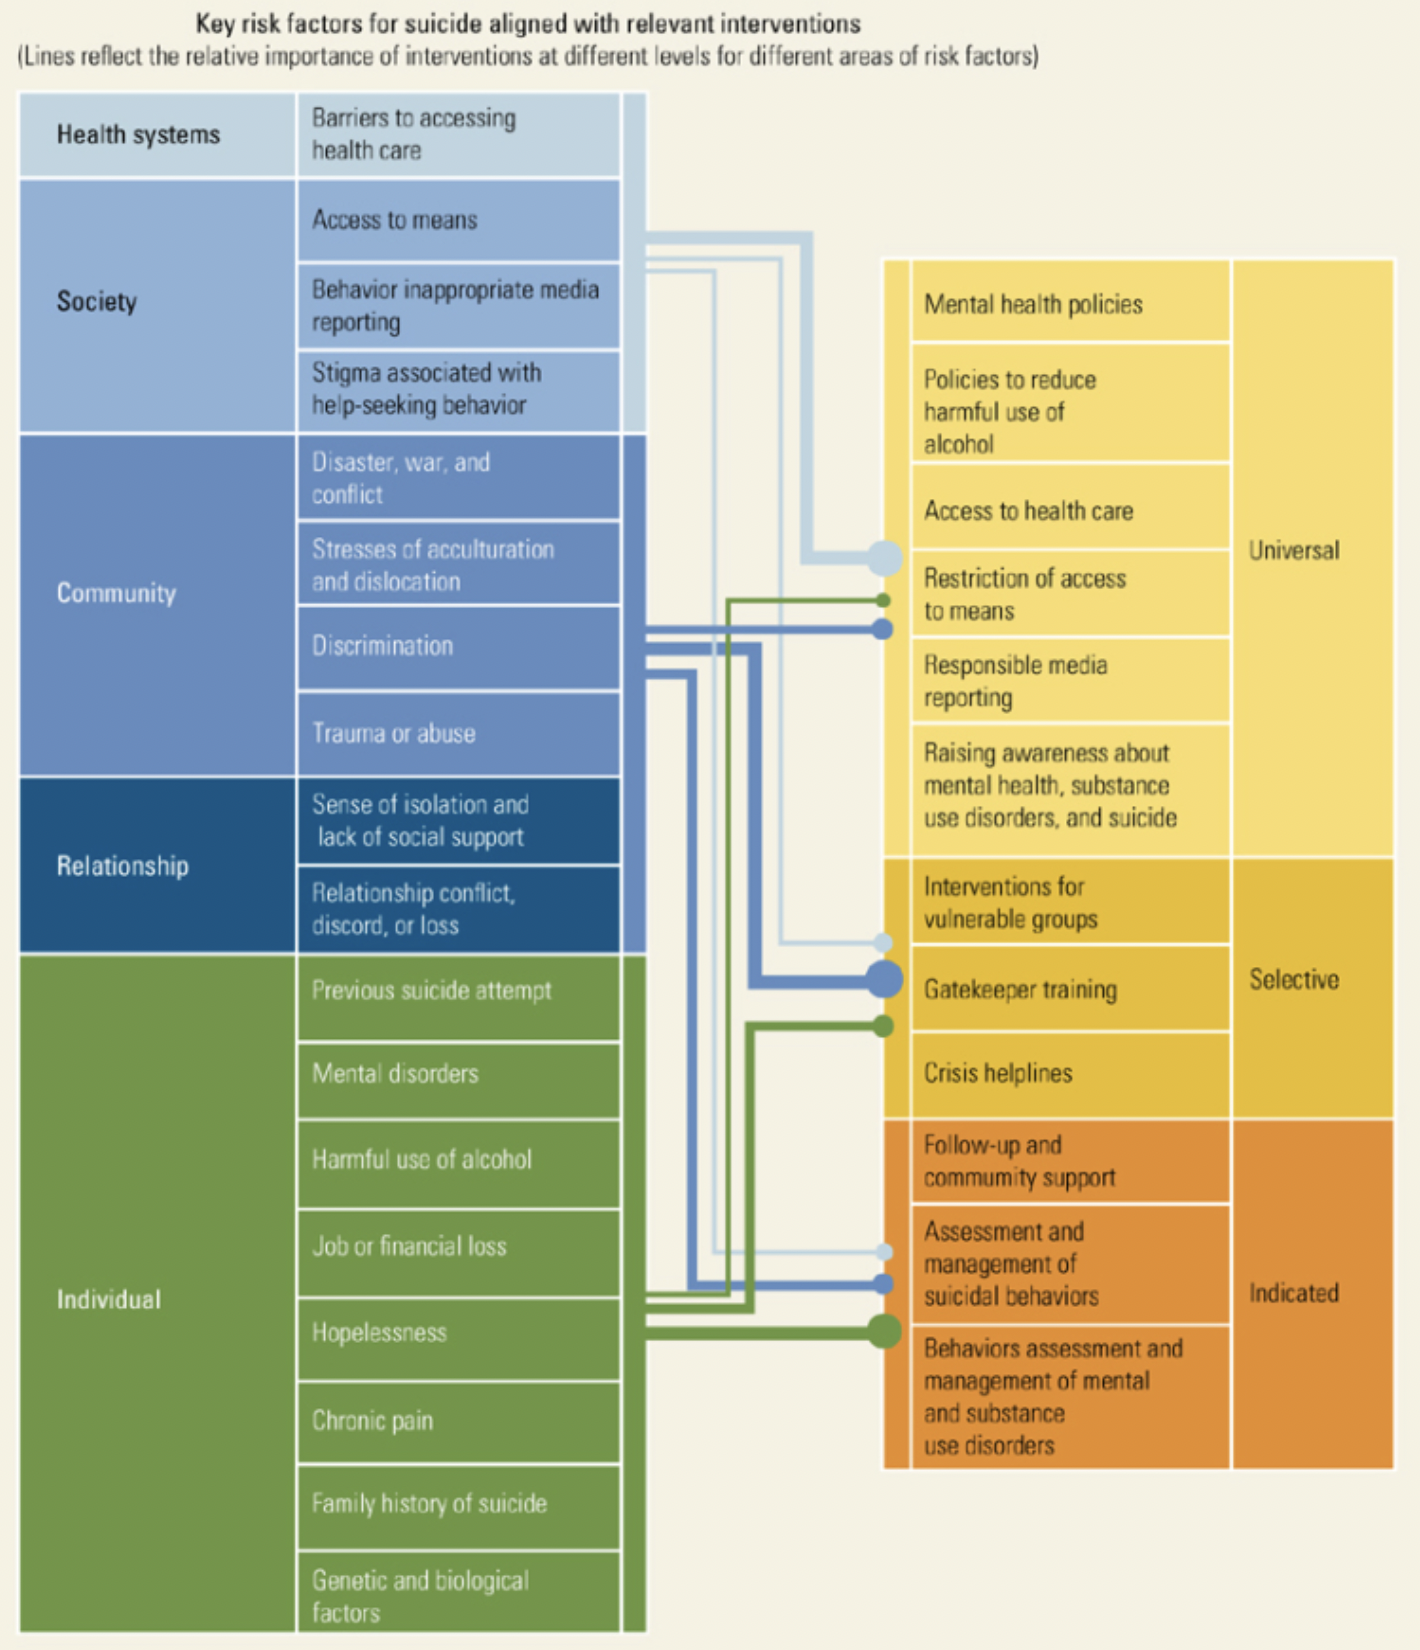 Key risk factors for suicide aligned with relevant interventions
(Lines reflect the relative importance of interventions at different levels for different areas of risk factors)
Health systems
Barriers to accessing
health care
Society
Access to means
Behavior inappropriate media
reporting
Stigma associated with
help-seeking behavior
Community
Disaster, war, and
conflict
Stresses of acculturation
and dislocation
Discrimination
Trauma or abuse
Relationship
Sense of isolation and
lack of social support
Relationship conflict,
discord, or loss
Individual
Previous suicide attempt
Mental disorders
Harmful use of alcohol
Job or financial loss
Hopelessness
Chronic pain
Family history of suicide
Genetic and biological
factors
Mental health policies
Policies to reduce
harmful use of
alcohol
Access to health care
Restriction of access
to means
Responsible media
reporting
Raising awareness about
mental health, substance
use disorders, and suicide
Universal
Interventions for
vulnerable groups
Gatekeeper training
Crisis helplines
Selective
Follow-up and
commumity support
Assessment and
management of
suicidal behaviors
Behaviors assessment and
management of mental
and substance
use disorders
Indicated